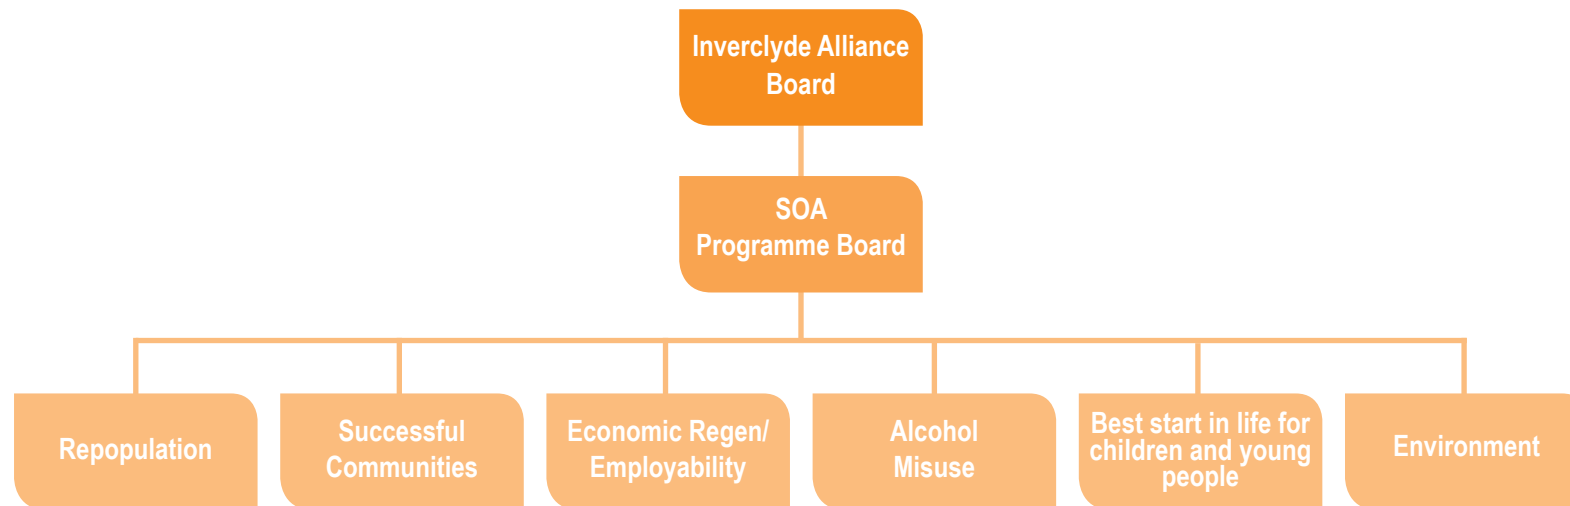 Inverclyde Alliance
Board
SOA
Programme Board
Repopulation
Successful
Communities
Economic Regen/
Employability
Alcohol
Misuse
Best start in life for
children and young
people
Environment